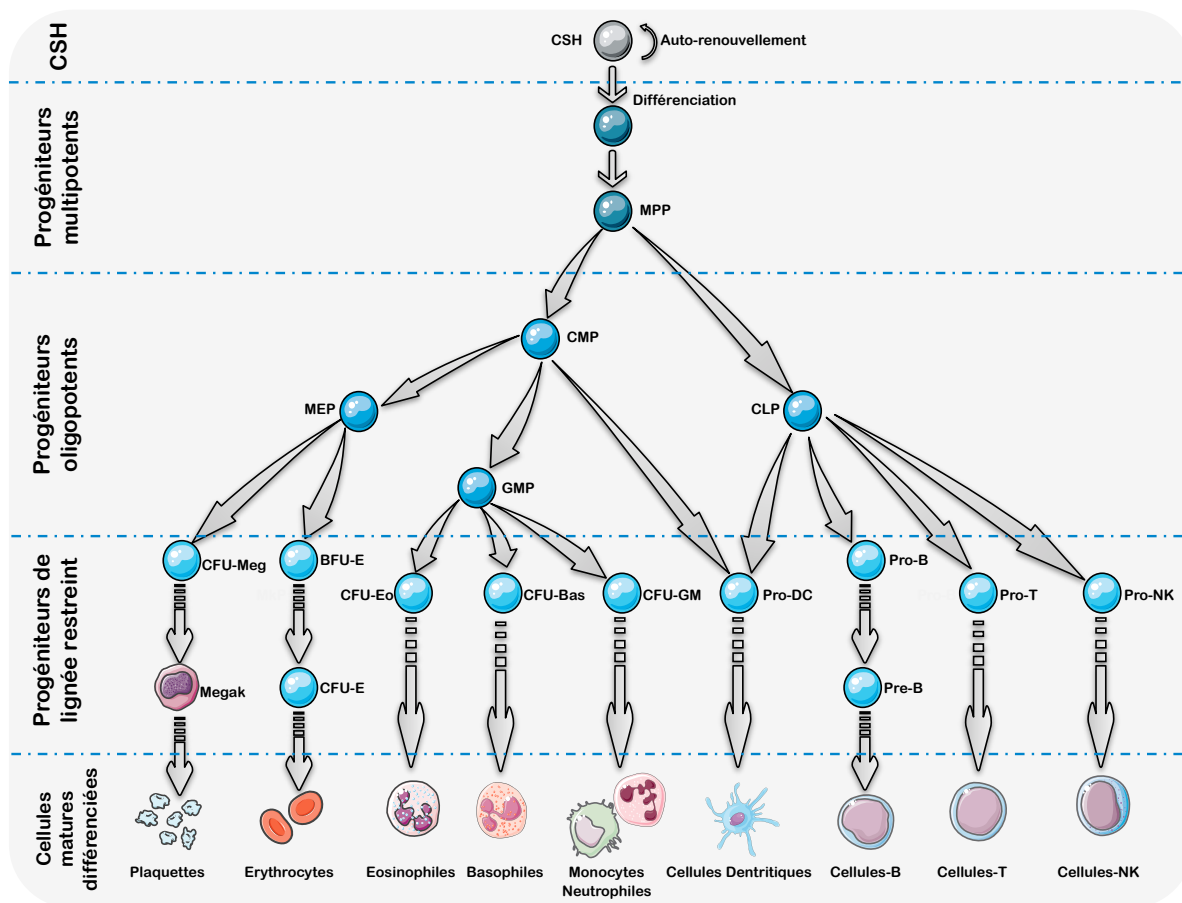 CSH
CSH
Auto-renouvellement
Différenciation
Progéniteurs
multipotents
MPP
Progéniteurs
oligopotents
CMP
MEP
CLP
GMP
Progéniteurs de
lignée restreint
CFU-Meg
BFU-E
CFU-Eo
CFU-Bas
CFU-GM
Pro-DC
Pro-B
Pro-T
Pro-NK
Megak
CFU-E
Pre-B
Cellules
matures
différenciées
Plaquettes
Erythrocytes
Eosinophiles
Basophiles
Monocytes
Neutrophiles
Cellules Dentritiques
Cellules-B
Cellules-T
Cellules-NK